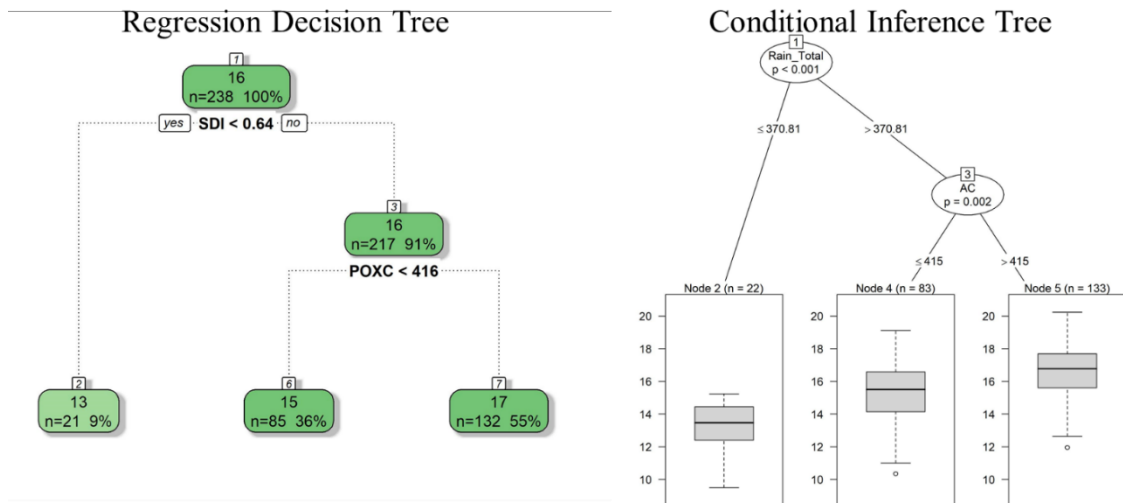 Regression Decision Tree
1
16
n=238 100%
yes SDI < 0.64 no
3
16
n=217 91%
POXC < 416
2
13
n=21 9%
6
15
n=85 36%
7
17
n=132 55%
Conditional Inference Tree
1
Rain_Total
p < 0.001
≤ 370.81
> 370.81
3
AC
p = 0.002
≤ 415
> 415
Node 2 (n = 22)
20
18
16
14
12
10
Node 4 (n = 83)
20
18
16
14
12
10
Node 5 (n = 133)
20
18
16
14
12
10